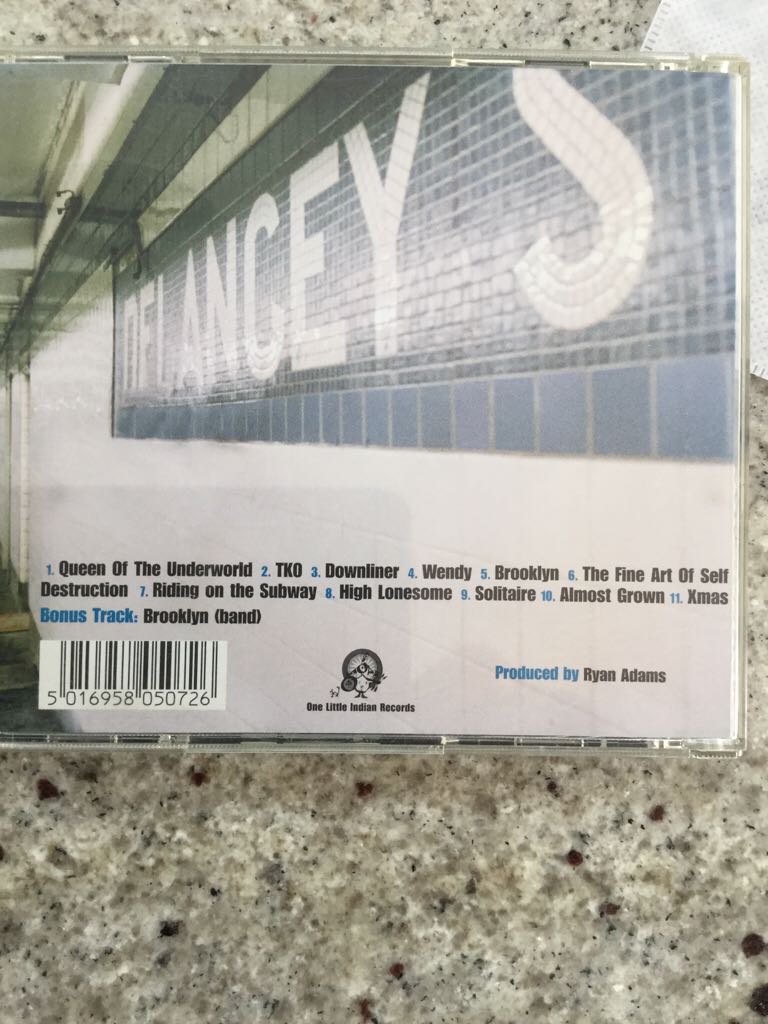 DELANCEY S
1. Queen Of The Underworld 2. TKO 3. Downliner 4. Wendy 5. Brooklyn 6. The Fine Art Of Self
Destruction 7. Riding on the Subway 8. High Lonesome 9. Solitaire 10. Almost Grown 11. Xmas
Bonus Track: Brooklyn (band)
5 016958 050726
One Little Indian Records
Produced by Ryan Adams